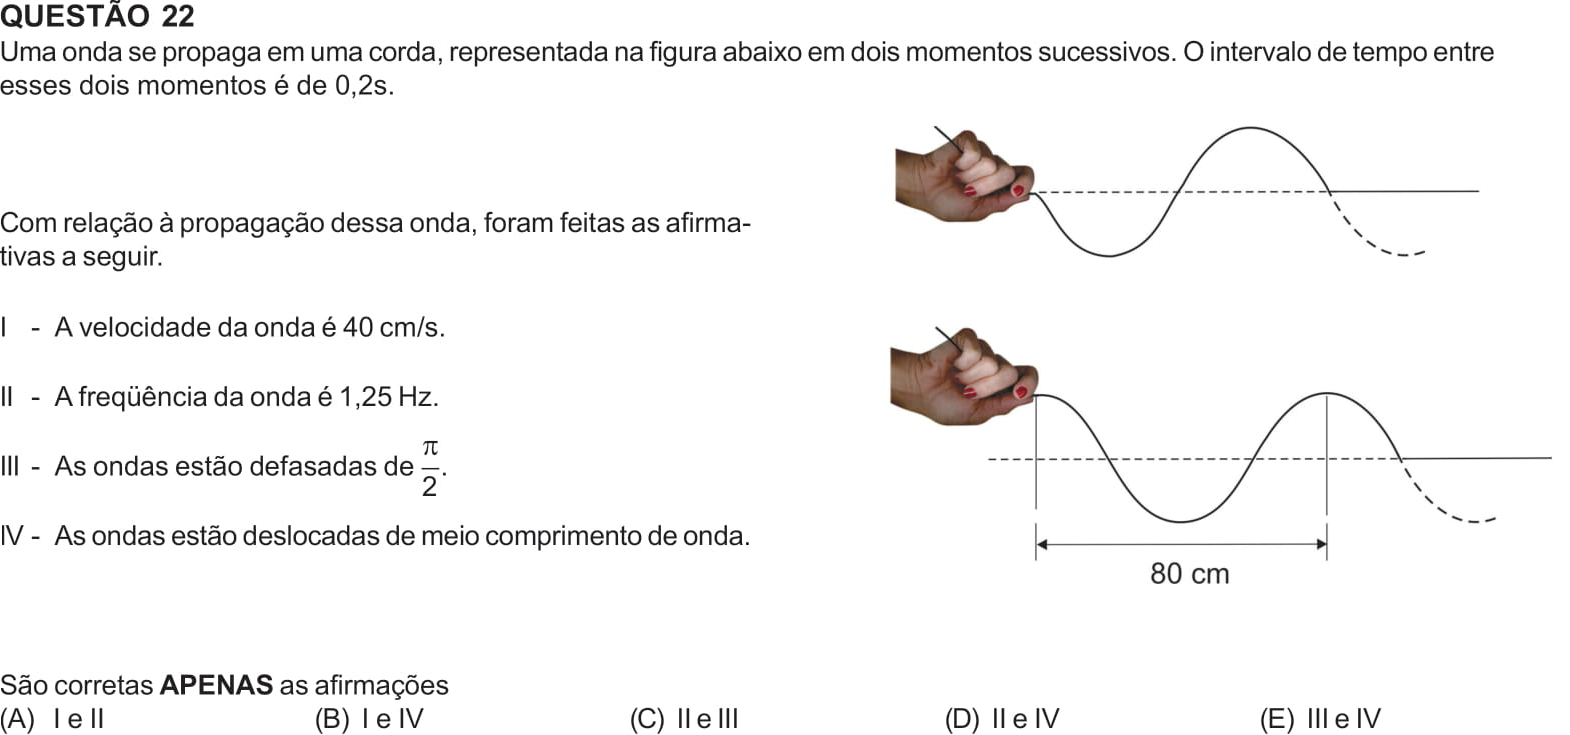 QUESTÃO 22
Uma onda se propaga em uma corda, representada na figura abaixo em dois momentos sucessivos. O intervalo de tempo entre
esses dois momentos é de 0,2s.
Com relação à propagação dessa onda, foram feitas as afirma-
tivas a seguir.
I - A velocidade da onda é 40 cm/s.
II - A freqüência da onda é 1,25 Hz.
III - As ondas estão defasadas de π/2.
IV - As ondas estão deslocadas de meio comprimento de onda.
80 cm
São corretas APENAS as afirmações
(A) I e II (B) I e IV (C) II e III (D) II e IV (E) III e IV